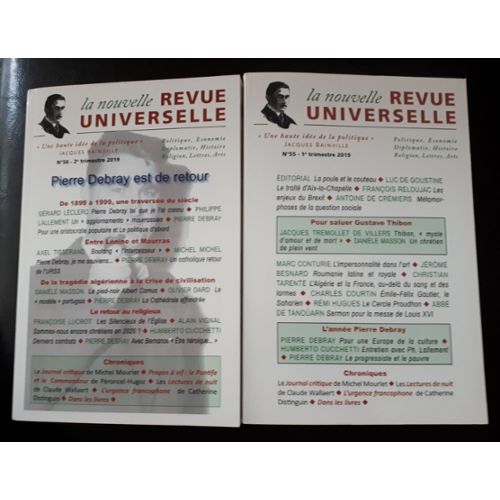 la nouvelle REVUE
UNIVERSELLE
« Une haute idée de la politique »
JACQUES BAINVILLE
N°56 - 2e trimestre 2019
Politique, Economie
Diplomatie, Histoire
Religion, Lettres, Arts
Pierre Debray est de retour
De 1899 à 1999, une traversée du siècle
GÉRARD LECLERC Pierre Debray tel que je l'ai connu ◆ PHILIPPE
LALLEMENT Un « aggiornamento » maurrassien ◆ PIERRE DEBRAY
Pour une aristocratie populaire et Le politique d'abord
Entre Lénine et Maurras
AXEL TISSERAND Boutang « l'intercesseur » ◆ MICHEL MICHEL
Pierre Debray, je me souviens... ◆ PIERRE DEBRAY Un catholique retour
de l'URSS
De la tragédie algérienne à la crise de civilisation
DANIELE MASSON Le pied-noir Albert Camus ◆ OLIVIER DARD Le
« modèle » portugais ◆ PIERRE DEBRAY La Cathédrale effondrée
Le retour au religieux
FRANÇOISE LUCROT Les Silencieux de l'Église ◆ ALAIN VIGNAL
Sommes-nous encore chrétiens en 2020 ? ◆ HUMBERTO CUCCHETTI
Derniers combats ◆ PIERRE DEBRAY Avec Bernanos « Être héroïque... »
Chroniques
Le Journal critique de Michel Mourlet ◆ Propos à vif : le Pontife
et le Commandeur de Péroncel-Hugoz ◆ Les Lectures de nuit
de Claude Wallaert ◆ L'urgence francophone de Catherine
Distinguin ◆ Dans les livres ◆
la nouvelle REVUE
UNIVERSELLE
« Une haute idée de la politique »
JACQUES BAINVILLE
N°55 - 1er trimestre 2019
Politique, Economie
Diplomatie, Histoire
Religion, Lettres, Arts
ÉDITORIAL La poule et le couteau ◆ LUC DE GOUSTINE
Le traité d'Aix-la-Chapelle ◆ FRANÇOIS RELOUJAC Les
enjeux du Brexit ◆ ANTOINE DE CRÉMIERS Métamor-
phoses de la question sociale
Pour saluer Gustave Thibon
JACQUES TREMOLLET DE VILLERS Thibon, « mystle
d'amour et de mort » ◆ DANIÈLE MASSON Un chrétien
de plein vent
MARC CONTURIE L'impersonnalité dans l'art ◆ JÉRÔME
BESNARD Roumanie latine et royale ◆ CHRISTIAN
TARENTE L'Algérie et la France, au-delà du sang et des
larmes ◆ CHARLES COURTIN Émile-Félix Gautier, le
Saharien ◆ RÉMI HUGUES Le Cercle Proudhon ◆ ABBÉ
DE TANOÜARN Sermon pour la messe de Louis XVI
L'année Pierre Debray
PIERRE DEBRAY Pour une Europe de la culture ◆
HUMBERTO CUCCHETTI Entretien avec Ph. Lallement ◆
◆ PIERRE DEBRAY Le progressiste et le pauvre
Chroniques
Le Journal critique de Michel Mourlet ◆ Les Lectures de nuit
de Claude Wallaert ◆ L'urgence francophone de Catherine
Distinguin ◆ Dans les livres ◆